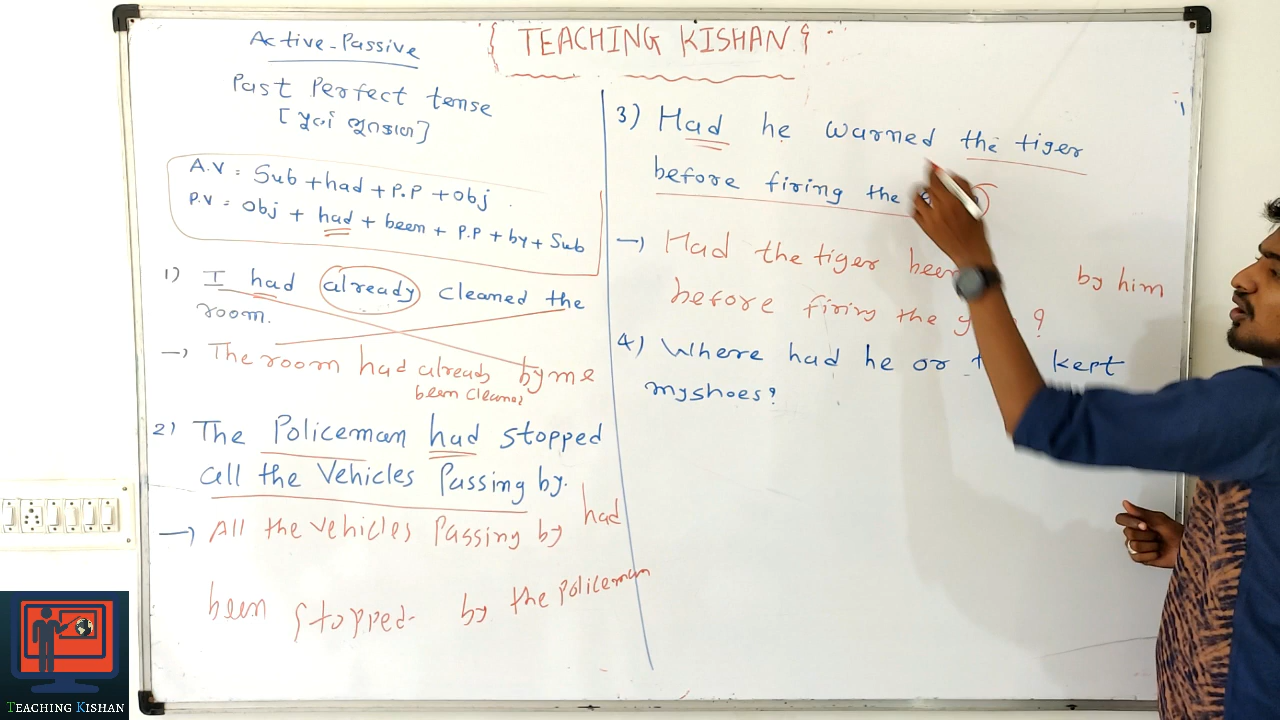 { TEACHING KISHAN }
Active-Passive
Past Perfect tense
[પૂર્ણ ભૂતકાળ]
A.V = Sub + had + P.P + obj.
P.V = Obj + had + been + P.P + by + Sub
1) I had already cleaned the
room.
→ The room had already by me
been cleaned
2) The Policeman had stopped
all the Vehicles Passing by.
→ All the vehicles Passing by had
been stopped by the policeman
3) Had he warned the tiger
before firing the
→ Had the tiger been by him
before firing the ?
4) Where had he or kept
my shoes?
TEACHING KISHAN